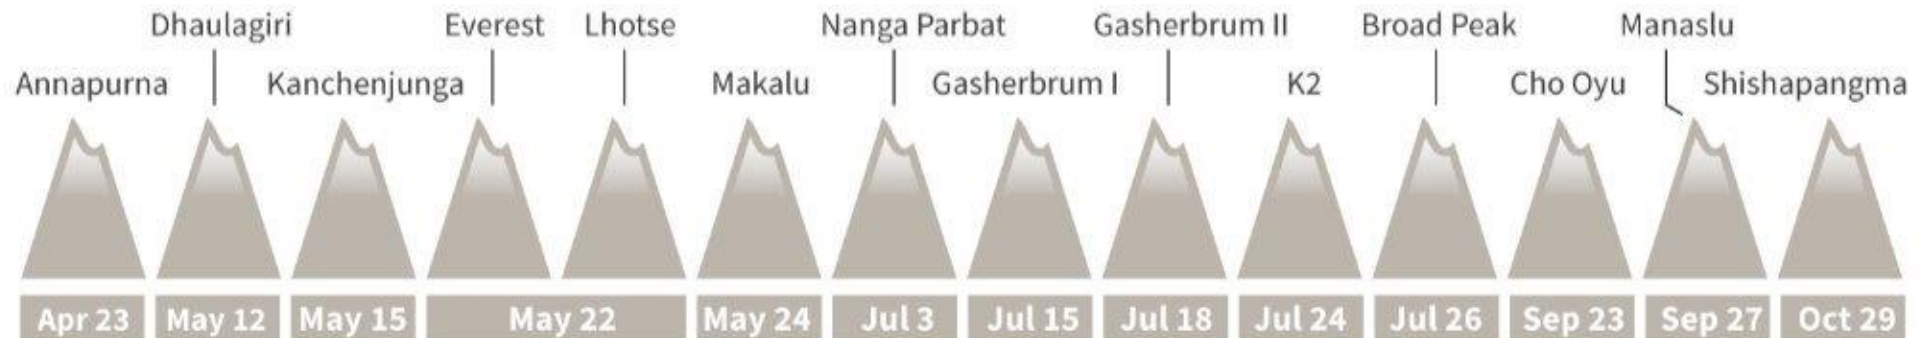 Dhaulagiri Everest Lhotse Nanga Parbat Gasherbrum II Broad Peak Manaslu
Annapurna Kanchenjunga Makalu Gasherbrum I K2 Cho Oyu Shishapangma
Apr 23 May 12 May 15 May 22 May 24 Jul 3 Jul 15 Jul 18 Jul 24 Jul 26 Sep 23 Sep 27 Oct 29